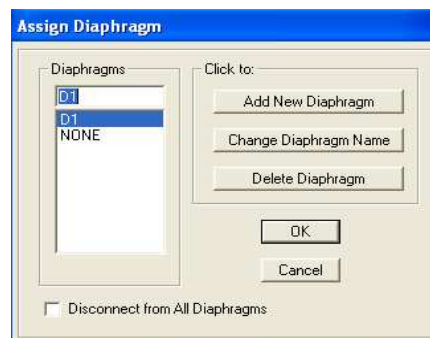 Assign Diaphragm
Diaphragms
D1
D1
NONE
Click to:
Add New Diaphragm
Change Diaphragm Name
Delete Diaphragm
OK
Cancel
Disconnect from All Diaphragms